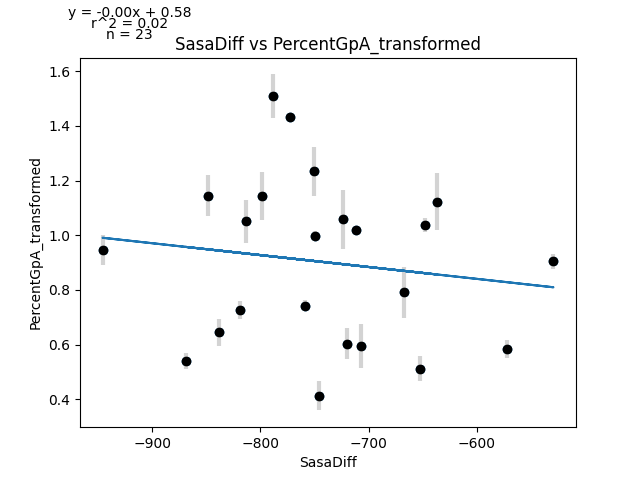 y = -0.00x + 0.58
r^2 = 0.02
n = 23
SasaDiff vs PercentGpA_transformed
PercentGpA_transformed
1.6
1.4
1.2
1.0
0.8
0.6
0.4
−900
−800
−700
−600
SasaDiff